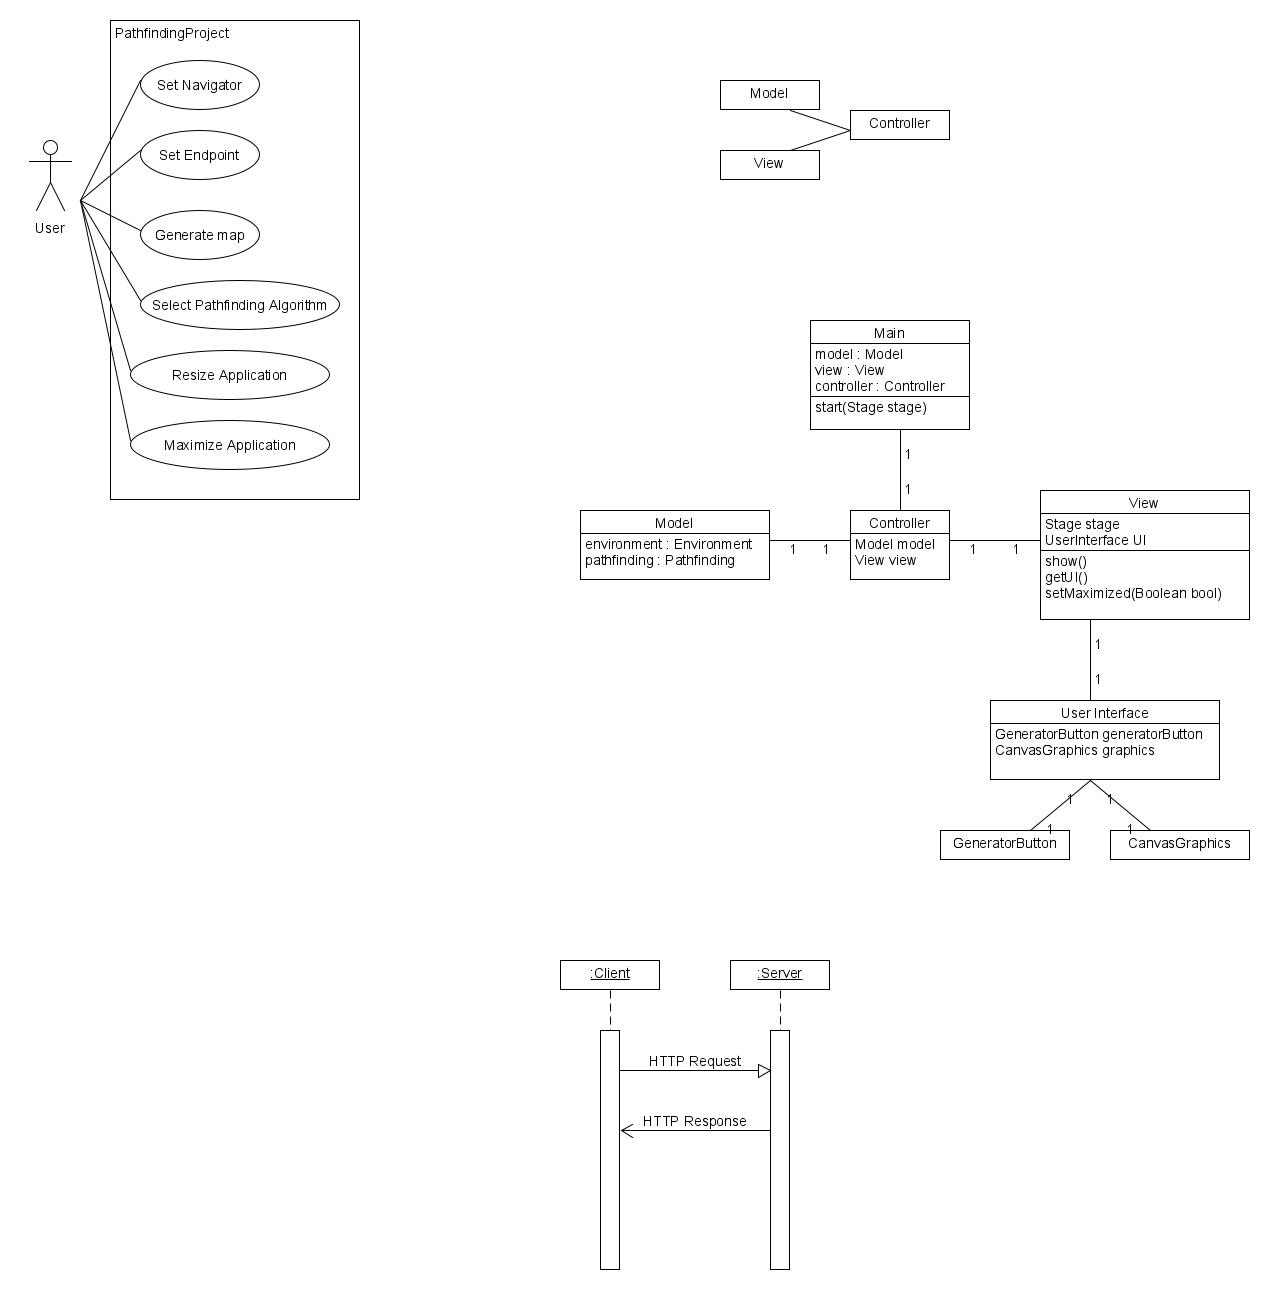 PathfindingProject
Set Navigator
Set Endpoint
Generate map
Select Pathfinding Algorithm
Resize Application
Maximize Application
User
Model
Controller
View
Main
model : Model
view : View
controller : Controller
start(Stage stage)
1
1
Model
environment : Environment
pathfinding : Pathfinding
1
1
Controller
Model model
View view
1
1
View
Stage stage
UserInterface UI
show()
getUI()
setMaximized(Boolean bool)
1
1
User Interface
GeneratorButton generatorButton
CanvasGraphics graphics
1
1
1
1
GeneratorButton
CanvasGraphics
:Client
:Server
HTTP Request
HTTP Response